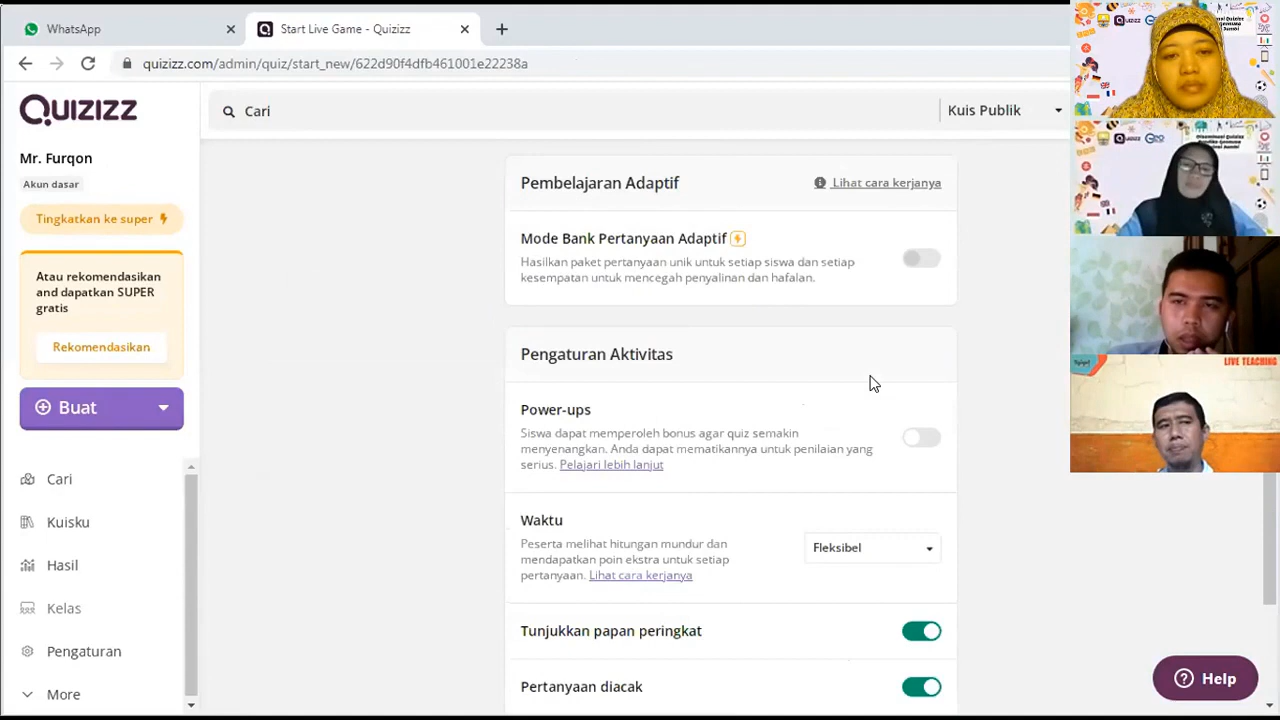 WhatsApp
Start Live Game - Quizizz
quizizz.com/admin/quiz/start_new/622d90f4dfb461001e22238a
QUIZIZZ
Cari
Kuis Publik
Mr. Furqon
Akun dasar
Tingkatkan ke super
Atau rekomendasikan
and dapatkan SUPER
gratis
Rekomendasikan
Buat
Cari
Kuisku
Hasil
Kelas
Pengaturan
More
Pembelajaran Adaptif
Lihat cara kerjanya
Mode Bank Pertanyaan Adaptif
Hasilkan paket pertanyaan unik untuk setiap siswa dan setiap
kesempatan untuk mencegah penyalinan dan hafalan.
Pengaturan Aktivitas
Power-ups
Siswa dapat memperoleh bonus agar quiz semakin
menyenangkan. Anda dapat mematikannya untuk penilaian yang
serius. Pelajari lebih lanjut
Waktu
Peserta melihat hitungan mundur dan
mendapatkan poin ekstra untuk setiap
pertanyaan. Lihat cara kerjanya
Fleksibel
Tunjukkan papan peringkat
Pertanyaan diacak
Help
LIVE TEACHING